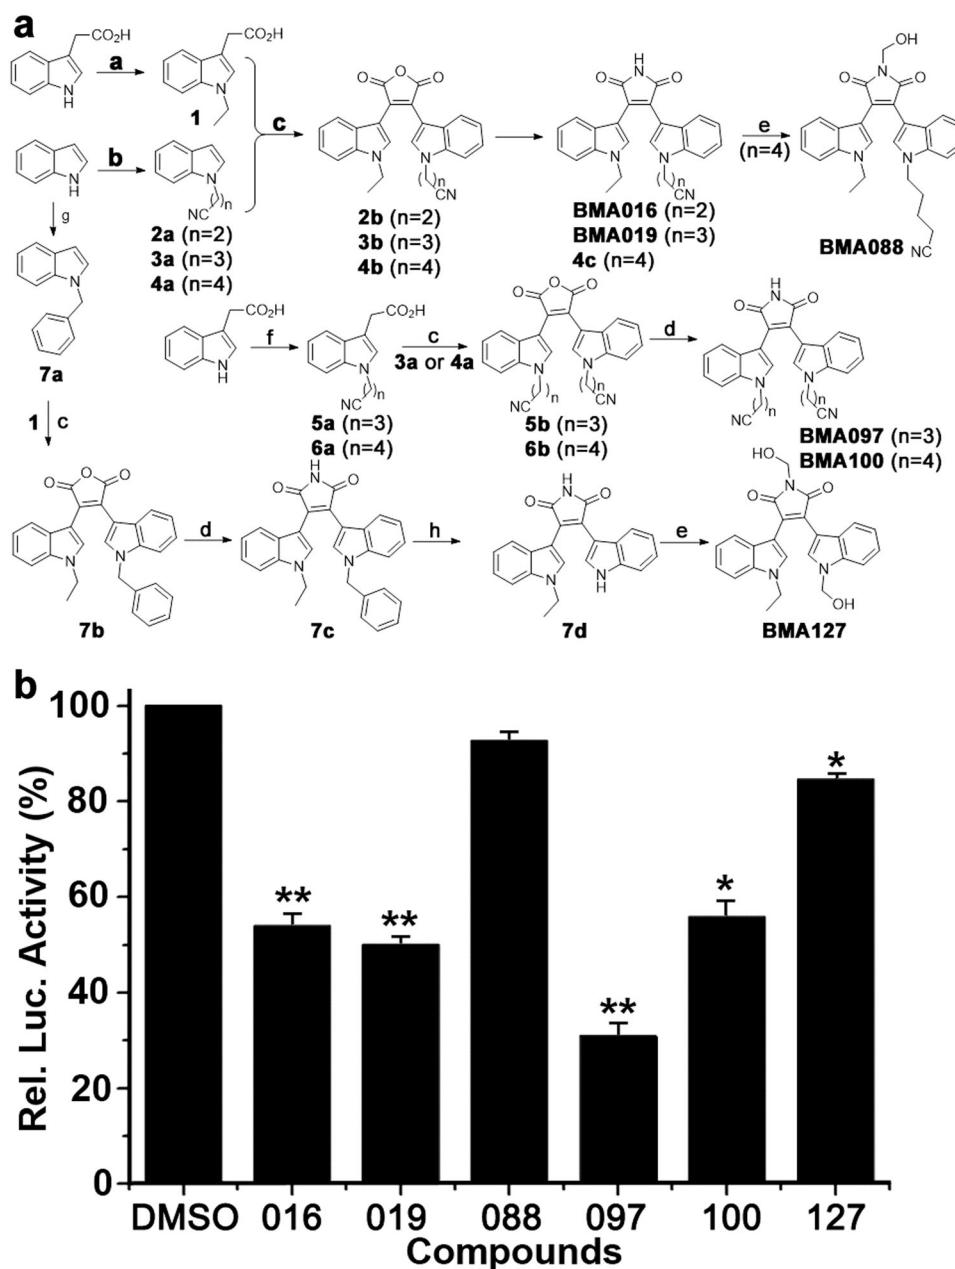 a
CO₂H
CO₂H
a
N
H
N
1
b
N
H
N
NC
n
2a (n=2)
3a (n=3)
4a (n=4)
c
O
O
O
N
N
n
CN
2b (n=2)
3b (n=3)
4b (n=4)
H
N
O
O
N
N
n
CN
BMA016 (n=2)
BMA019 (n=3)
4c (n=4)
e
(n=4)
OH
N
O
O
N
N
NC
BMA088
g
N
7a
1
c
CO₂H
N
H
f
CO₂H
N
NC
n
5a (n=3)
6a (n=4)
c
3a or 4a
O
O
O
N
N
NC
n
n
CN
5b (n=3)
6b (n=4)
d
H
N
O
O
N
N
NC
n
n
CN
BMA097 (n=3)
BMA100 (n=4)
O
O
O
N
N
7b
d
H
N
O
O
N
N
7c
h
H
N
O
O
N
N
H
7d
e
HO
N
O
O
N
N
OH
BMA127
b
Rel. Luc. Activity (%)
100
80
60
40
20
0
**
**
**
*
*
DMSO 016 019 088 097 100 127
Compounds